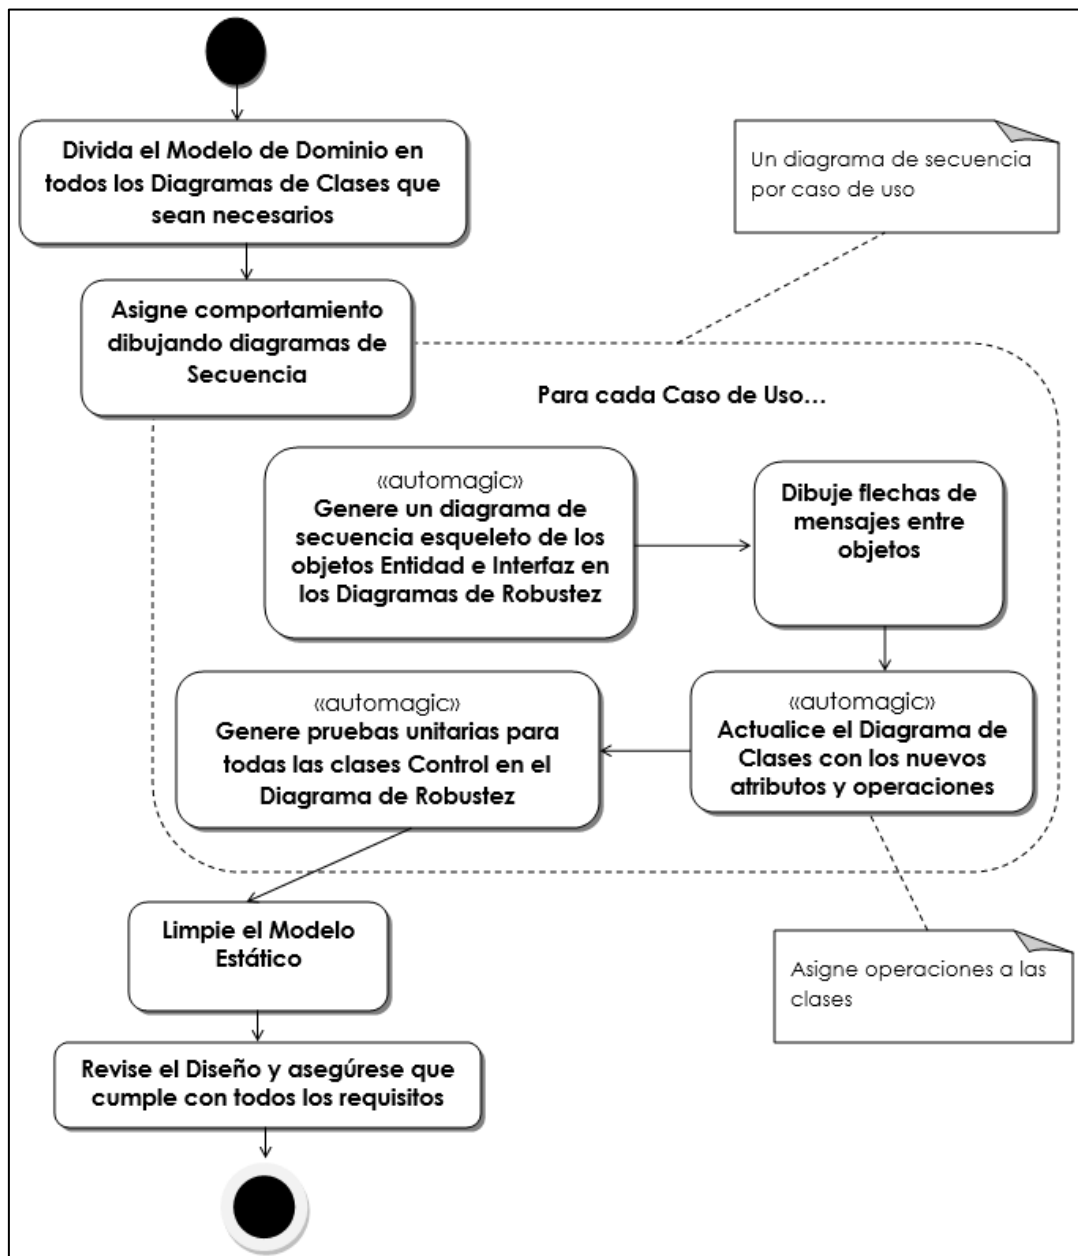 Divida el Modelo de Dominio en
todos los Diagramas de Clases que
sean necesarios
Un diagrama de secuencia
por caso de uso
Asigne comportamiento
dibujando diagramas de
Secuencia
Para cada Caso de Uso...
«automagic»
Genere un diagrama de
secuencia esqueleto de los
objetos Entidad e Interfaz en
los Diagramas de Robustez
Dibuje flechas de
mensajes entre
objetos
«automagic»
Genere pruebas unitarias para
todas las clases Control en el
Diagrama de Robustez
«automagic»
Actualice el Diagrama de
Clases con los nuevos
atributos y operaciones
Limpie el Modelo
Estático
Asigne operaciones a las
clases
Revise el Diseño y asegúrese que
cumple con todos los requisitos